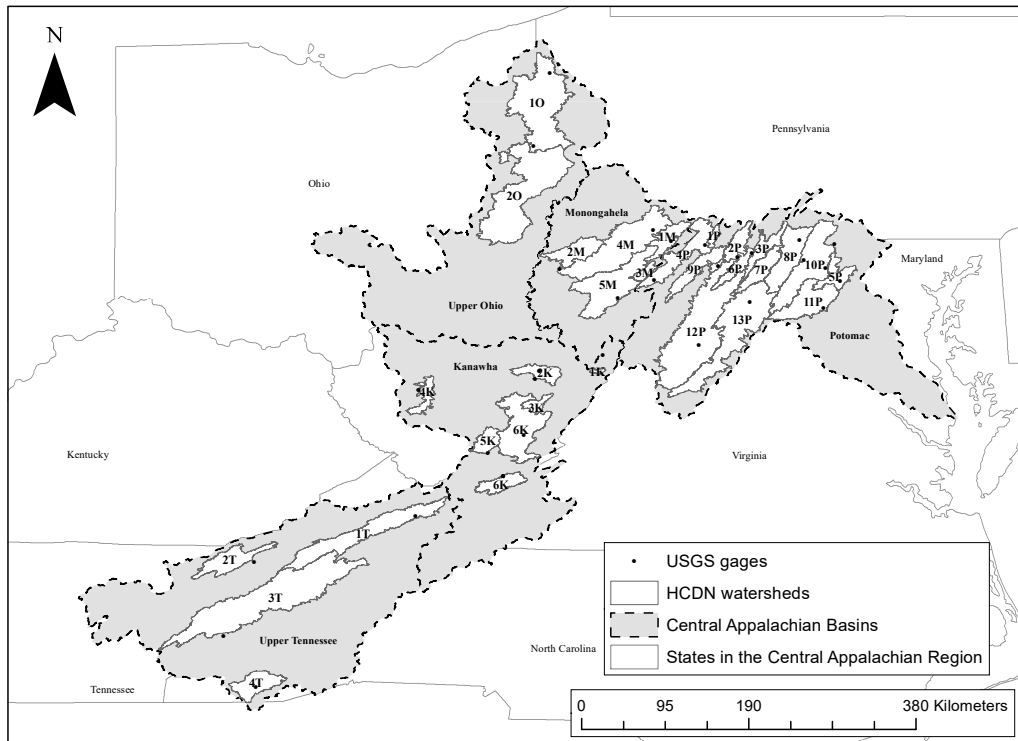 N
Pennsylvania
1O
Ohio
2O
Monongahela
1M
1P
2M
4M
4P
2P
3P
8P
Maryland
3M
9P
6P
7P
10P
5P
5M
11P
Upper Ohio
13P
12P
Potomac
Kanawha
1K
2K
4K
3K
6K
5K
Kentucky
Virginia
6K
1T
2T
3T
Upper Tennessee
North Carolina
4T
Tennessee
USGS gages
HCDN watersheds
Central Appalachian Basins
States in the Central Appalachian Region
0 95 190 380 Kilometers